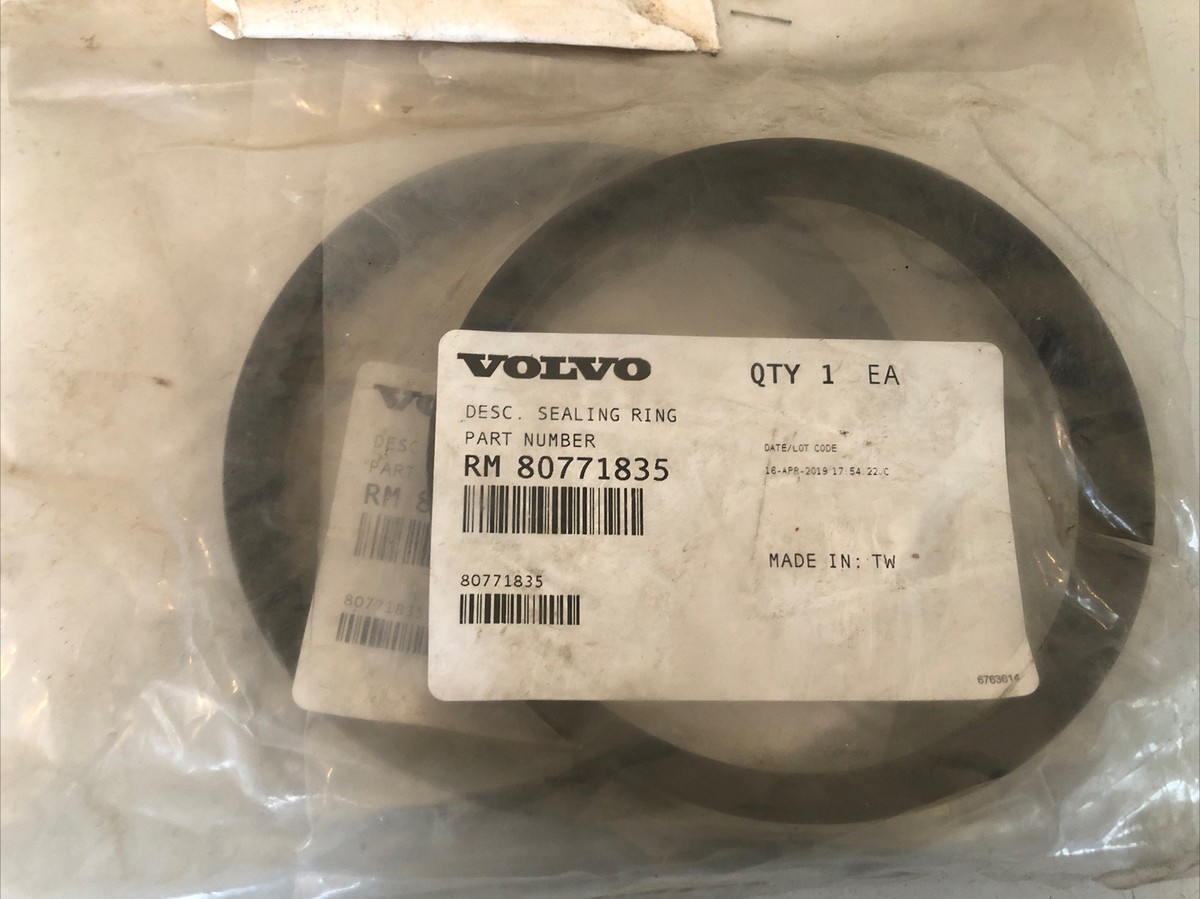 VOLVO
QTY 1 EA
DESC. SEALING RING
PART NUMBER
RM 80771835
DATE/LOT CODE
16-APR-2019 17 54.22.C
MADE IN: TW
80771835
6763614
VO
DESC
PART
RM 8
80771835